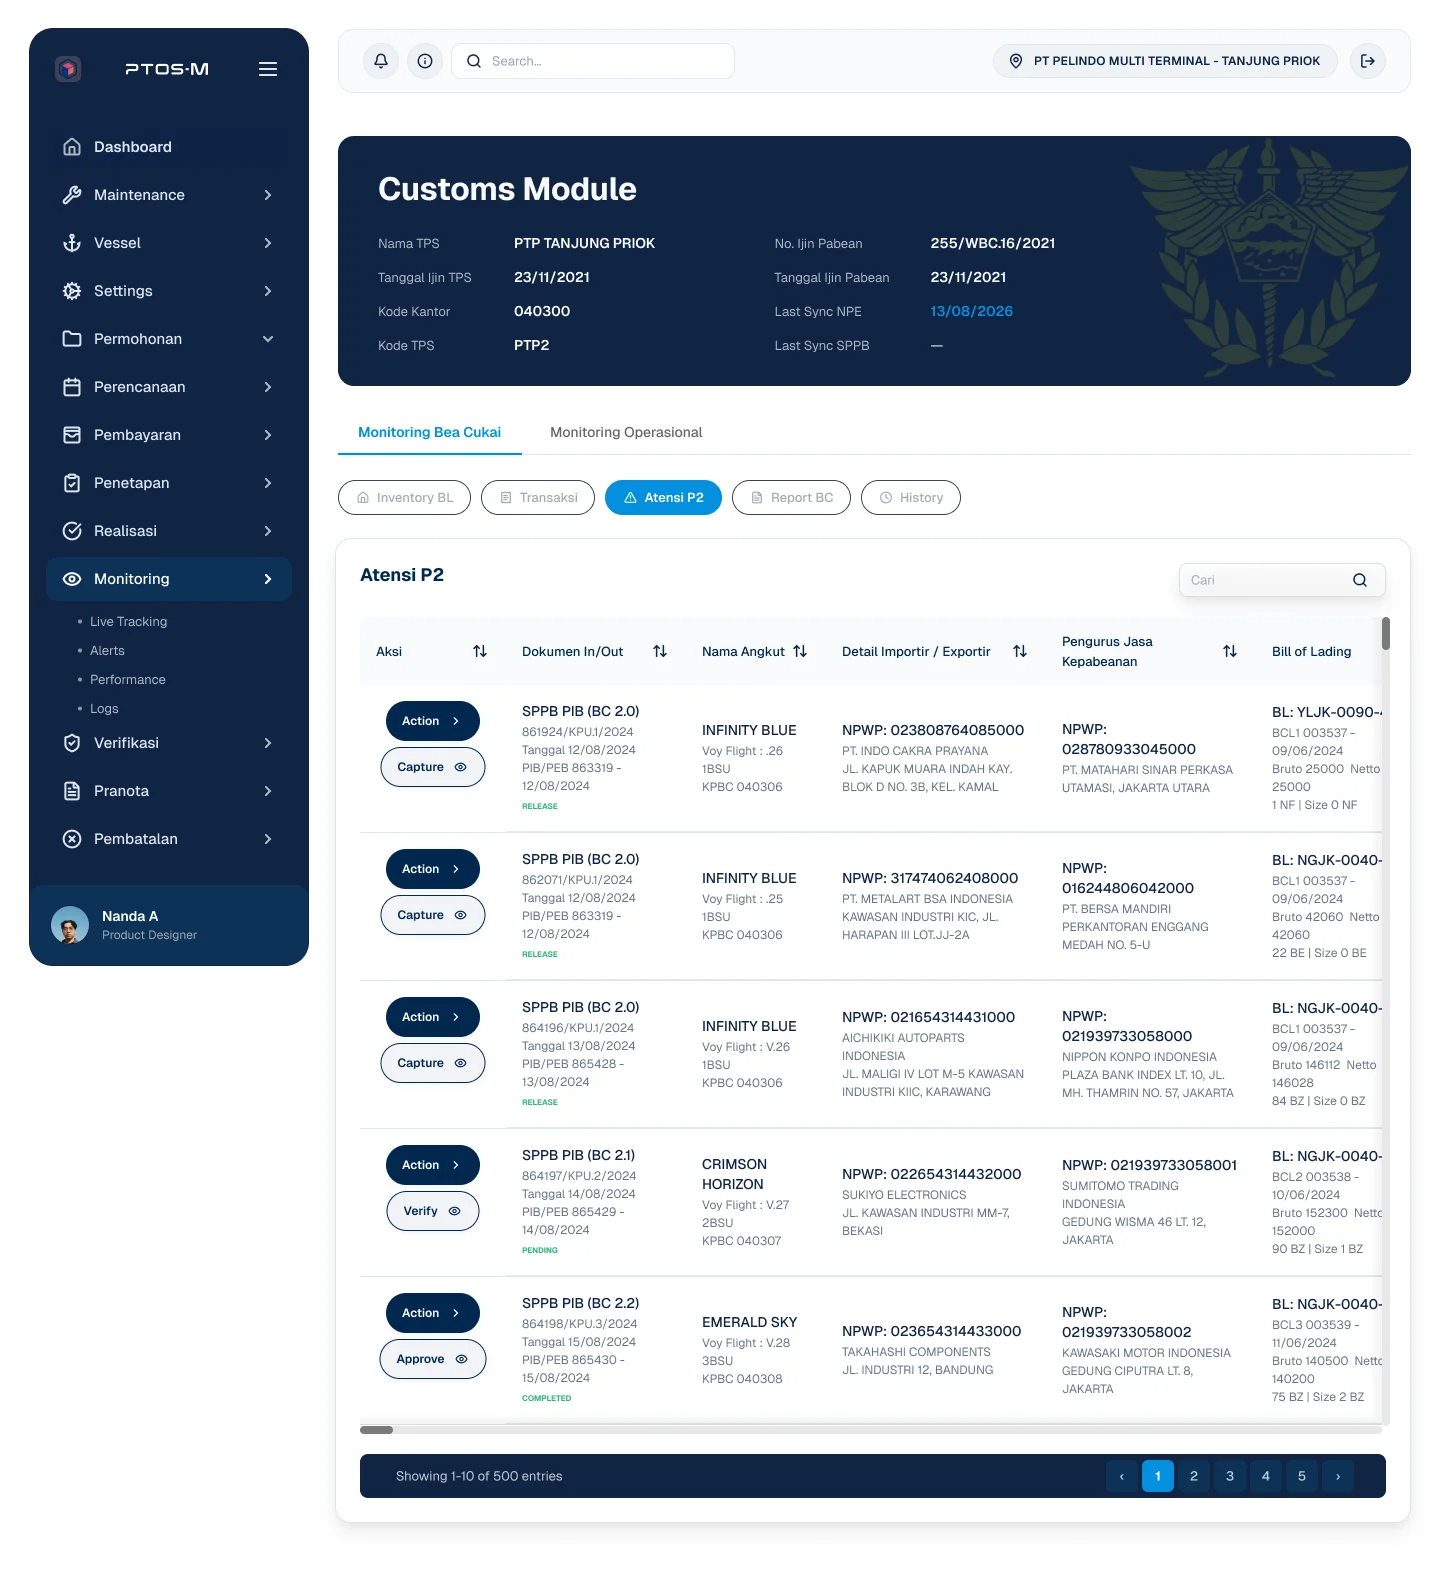 PTOS-M
Dashboard
Maintenance
Vessel
Settings
Permohonan
Perencanaan
Pembayaran
Penetapan
Realisasi
Monitoring
Live Tracking
Alerts
Performance
Logs
Verifikasi
Pranota
Pembatalan
Nanda A
Product Designer
Search...
PT PELINDO MULTI TERMINAL - TANJUNG PRIOK
Customs Module
Nama TPS PTP TANJUNG PRIOK No. Ijin Pabean 255/WBC.16/2021
Tanggal Ijin TPS 23/11/2021 Tanggal Ijin Pabean 23/11/2021
Kode Kantor 040300 Last Sync NPE 13/08/2026
Kode TPS PTP2 Last Sync SPPB —
Monitoring Bea Cukai Monitoring Operasional
Inventory BL Transaksi Atensi P2 Report BC History
Atensi P2
Cari
Aksi Dokumen In/Out Nama Angkut Detail Importir / Exportir Pengurus Jasa Kepabeanan Bill of Lading
Action
Capture
SPPB PIB (BC 2.0)
861924/KPU.1/2024
Tanggal 12/08/2024
PIB/PEB 863319 -
12/08/2024
RELEASE
INFINITY BLUE
Voy Flight : .26
1BSU
KPBC 040306
NPWP: 023808764085000
PT. INDO CAKRA PRAYANA
JL. KAPUK MUARA INDAH KAY.
BLOK D NO. 3B, KEL. KAMAL
NPWP:
028780933045000
PT. MATAHARI SINAR PERKASA
UTAMASI, JAKARTA UTARA
BL: YLJK-0090-
BCL1 003537 -
09/06/2024
Bruto 25000 Netto
25000
1 NF | Size 0 NF
Action
Capture
SPPB PIB (BC 2.0)
862071/KPU.1/2024
Tanggal 12/08/2024
PIB/PEB 863319 -
12/08/2024
RELEASE
INFINITY BLUE
Voy Flight : .25
1BSU
KPBC 040306
NPWP: 317474062408000
PT. METALART BSA INDONESIA
KAWASAN INDUSTRI KIC, JL.
HARAPAN III LOT.JJ-2A
NPWP:
016244806042000
PT. BERSA MANDIRI
PERKANTORAN ENGGANG
MEDAH NO. 5-U
BL: NGJK-0040-
BCL1 003537 -
09/06/2024
Bruto 42060 Netto
42060
22 BE | Size 0 BE
Action
Capture
SPPB PIB (BC 2.0)
864196/KPU.1/2024
Tanggal 13/08/2024
PIB/PEB 865428 -
13/08/2024
RELEASE
INFINITY BLUE
Voy Flight : V.26
1BSU
KPBC 040306
NPWP: 021654314431000
AICHIKIKI AUTOPARTS
INDONESIA
JL. MALIGI IV LOT M-5 KAWASAN
INDUSTRI KIIC, KARAWANG
NPWP:
021939733058000
NIPPON KONPO INDONESIA
PLAZA BANK INDEX LT. 10, JL.
MH. THAMRIN NO. 57, JAKARTA
BL: NGJK-0040-
BCL1 003537 -
09/06/2024
Bruto 146112 Netto
146028
84 BZ | Size 0 BZ
Action
Verify
SPPB PIB (BC 2.1)
864197/KPU.2/2024
Tanggal 14/08/2024
PIB/PEB 865429 -
14/08/2024
PENDING
CRIMSON
HORIZON
Voy Flight : V.27
2BSU
KPBC 040307
NPWP: 022654314432000
SUKIYO ELECTRONICS
JL. KAWASAN INDUSTRI MM-7,
BEKASI
NPWP: 021939733058001
SUMITOMO TRADING
INDONESIA
GEDUNG WISMA 46 LT. 12,
JAKARTA
BL: NGJK-0040-
BCL2 003538 -
10/06/2024
Bruto 152300 Netto
152000
90 BZ | Size 1 BZ
Action
Approve
SPPB PIB (BC 2.2)
864198/KPU.3/2024
Tanggal 15/08/2024
PIB/PEB 865430 -
15/08/2024
COMPLETED
EMERALD SKY
Voy Flight : V.28
3BSU
KPBC 040308
NPWP: 023654314433000
TAKAHASHI COMPONENTS
JL. INDUSTRI 12, BANDUNG
NPWP:
021939733058002
KAWASAKI MOTOR INDONESIA
GEDUNG CIPUTRA LT. 8,
JAKARTA
BL: NGJK-0040-
BCL3 003539 -
11/06/2024
Bruto 140500 Netto
140200
75 BZ | Size 2 BZ
Showing 1-10 of 500 entries
‹ 1 2 3 4 5 ›